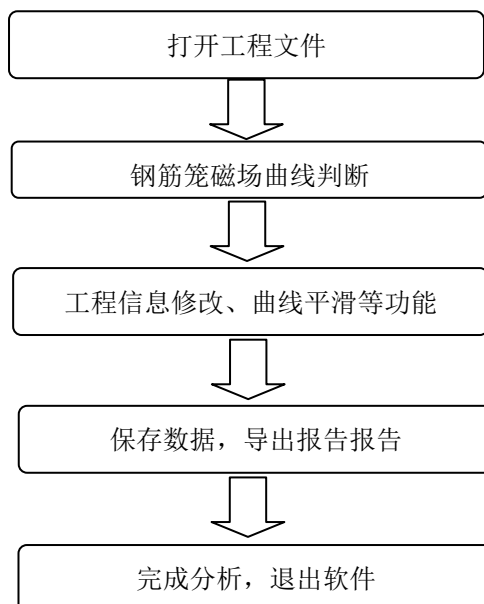 打开工程文件
钢筋笼磁场曲线判断
工程信息修改、曲线平滑等功能
保存数据，导出报告报告
完成分析，退出软件